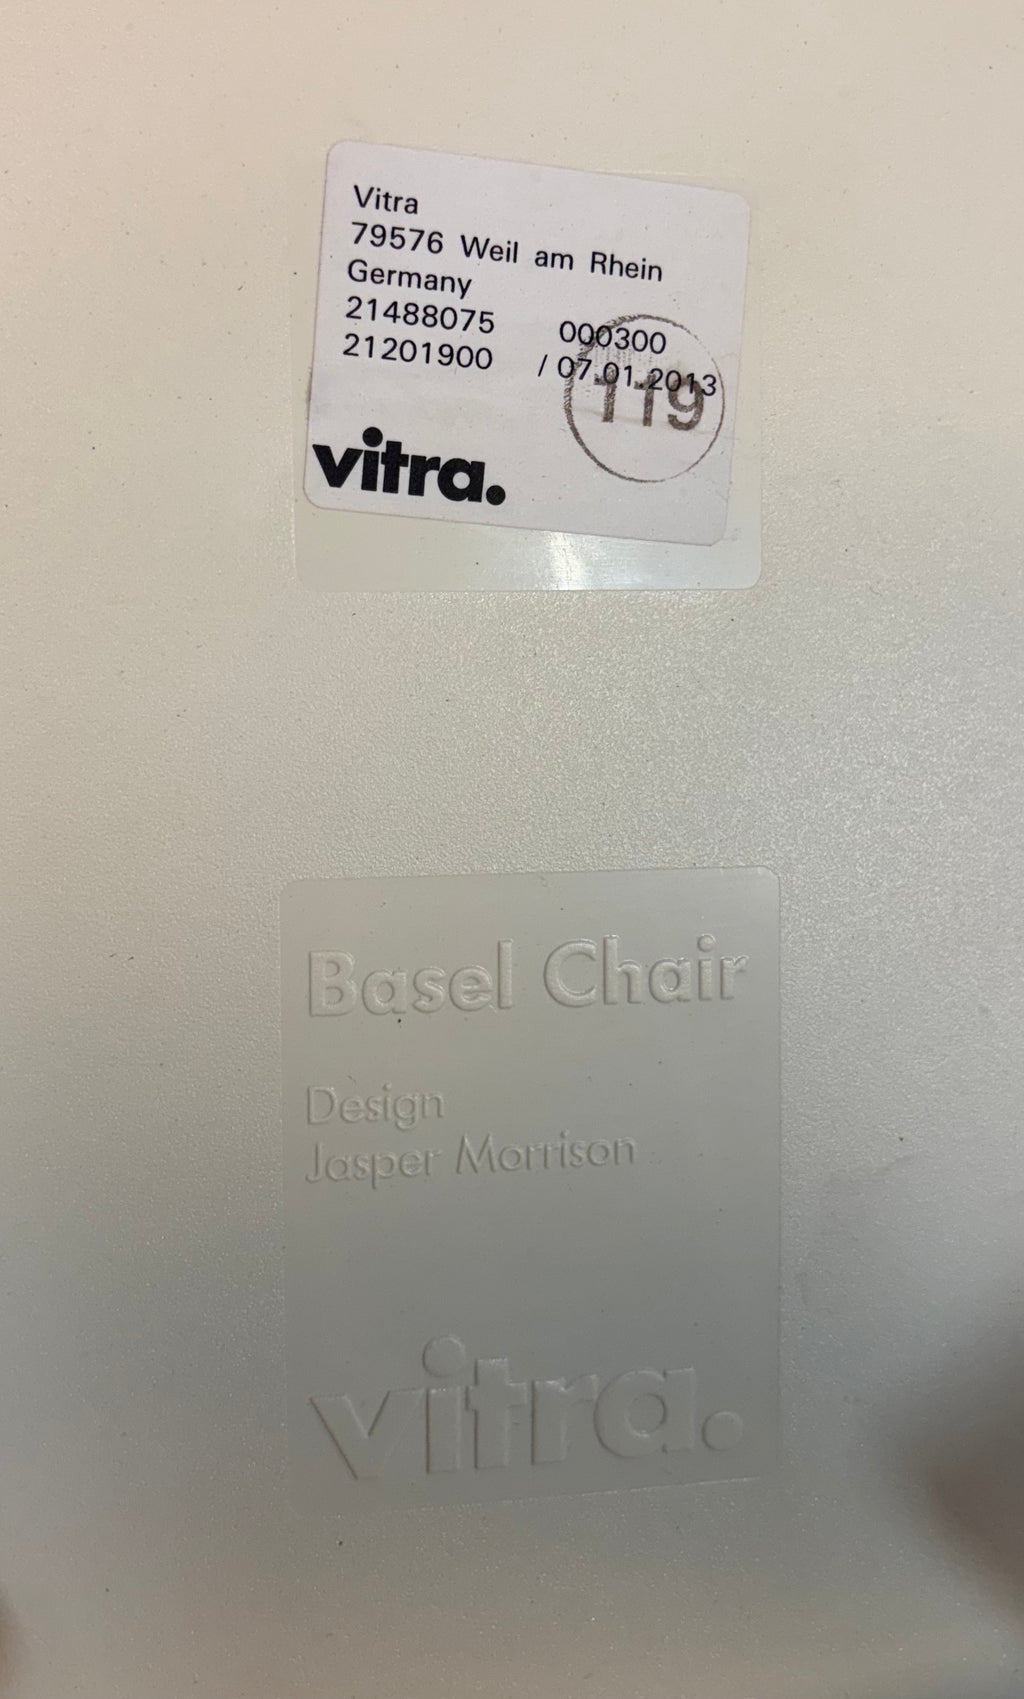 Vitra
79576 Weil am Rhein
Germany
21488075 000300
21201900 / 07.01.2013
119
vitra.
Basel Chair
Design
Jasper Morrison
vitra.